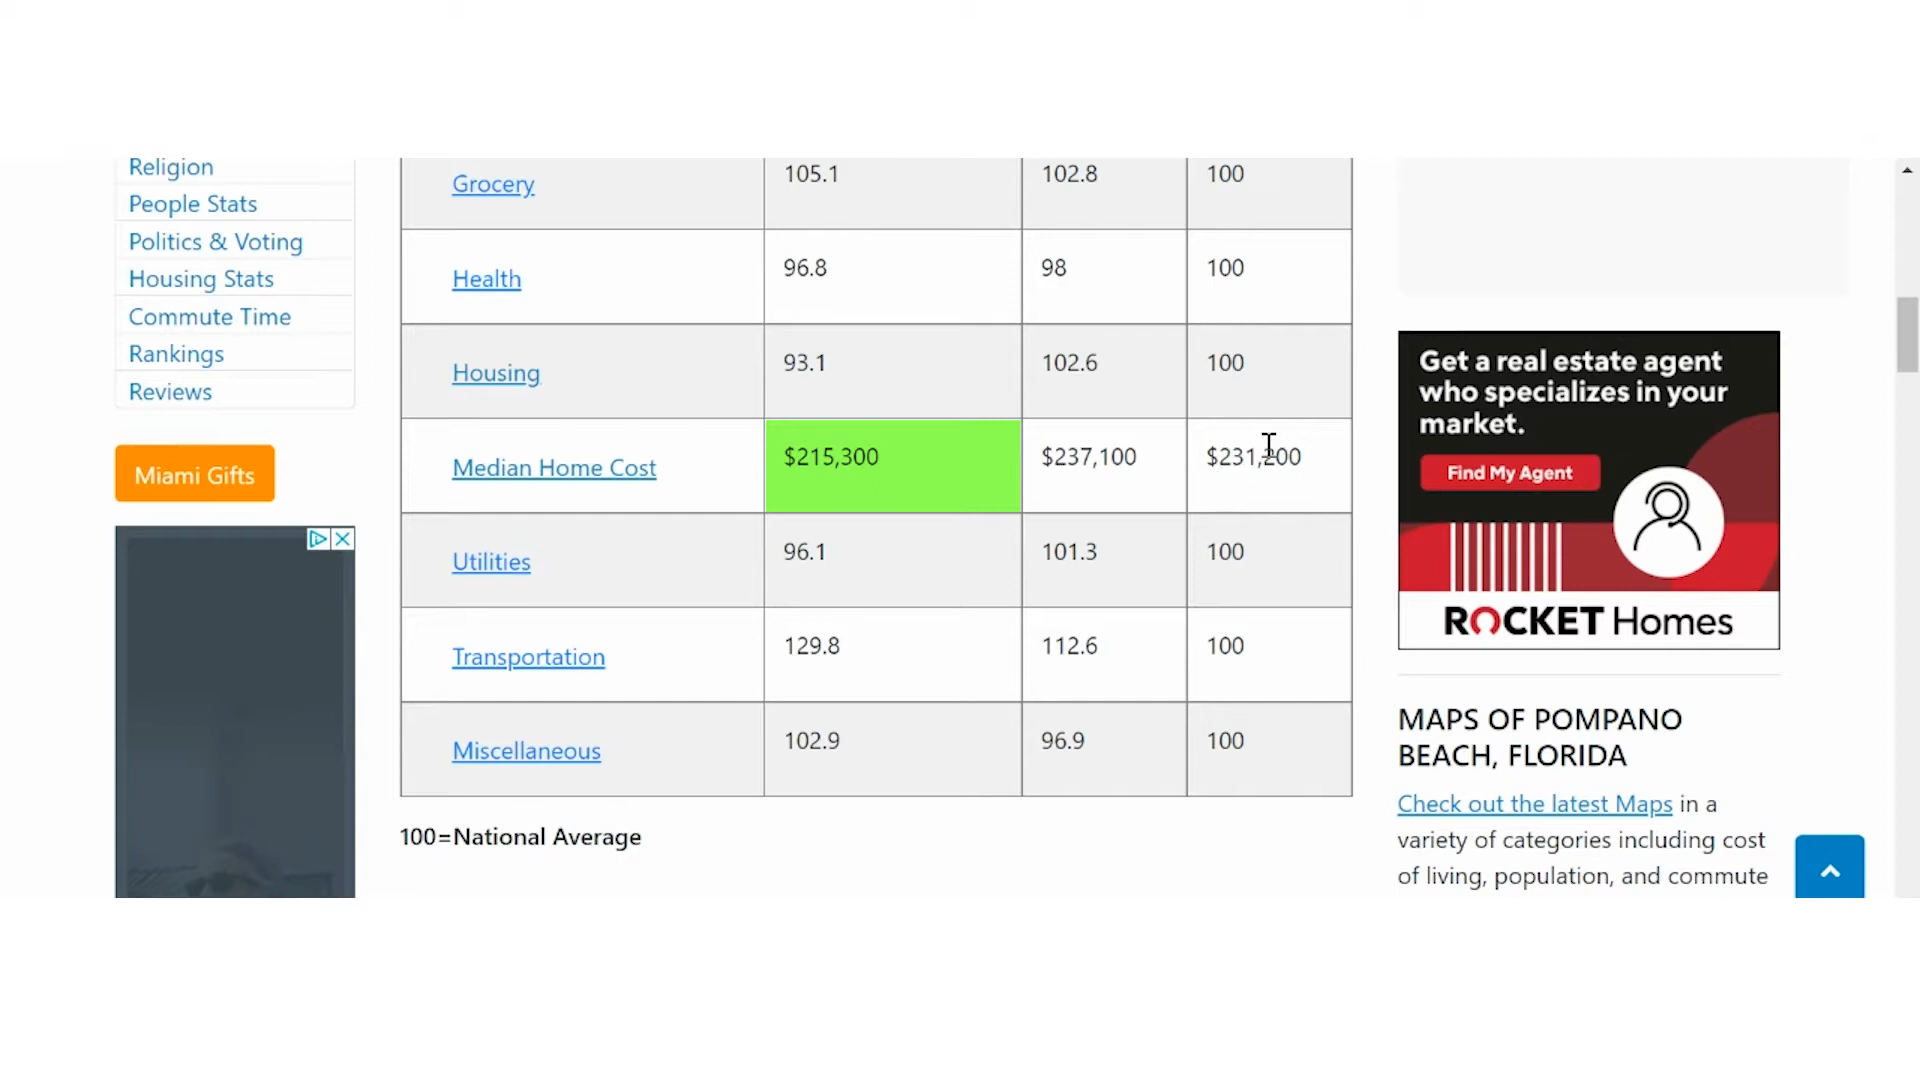 Religion
People Stats
Politics & Voting
Housing Stats
Commute Time
Rankings
Reviews
Miami Gifts
Grocery 105.1 102.8 100
Health 96.8 98 100
Housing 93.1 102.6 100
Median Home Cost $215,300 $237,100 $231,200
Utilities 96.1 101.3 100
Transportation 129.8 112.6 100
Miscellaneous 102.9 96.9 100
100=National Average
Get a real estate agent
who specializes in your
market.
Find My Agent
ROCKET Homes
MAPS OF POMPANO
BEACH, FLORIDA
Check out the latest Maps in a
variety of categories including cost
of living, population, and commute